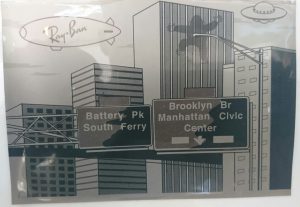 Ray-Ban
Battery Pk
South Ferry
Brooklyn Br
Manhattan Civic
Center